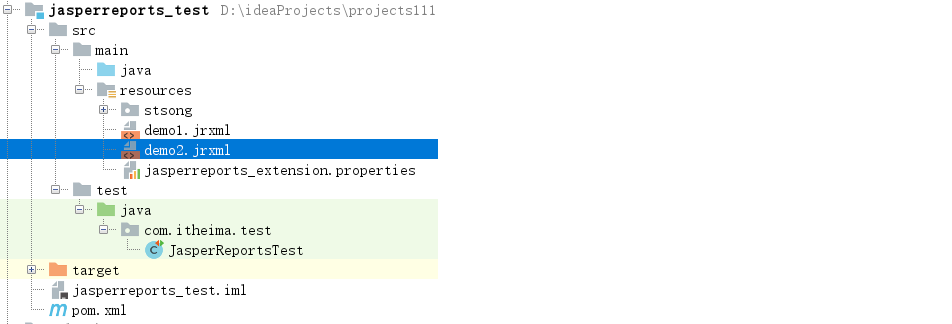 jasperreports_test D:\ideaProjects\projects111
src
main
java
resources
stsong
demo1.jrxml
demo2.jrxml
jasperreports_extension.properties
test
java
com.itheima.test
JasperReportsTest
target
jasperreports_test.iml
pom.xml